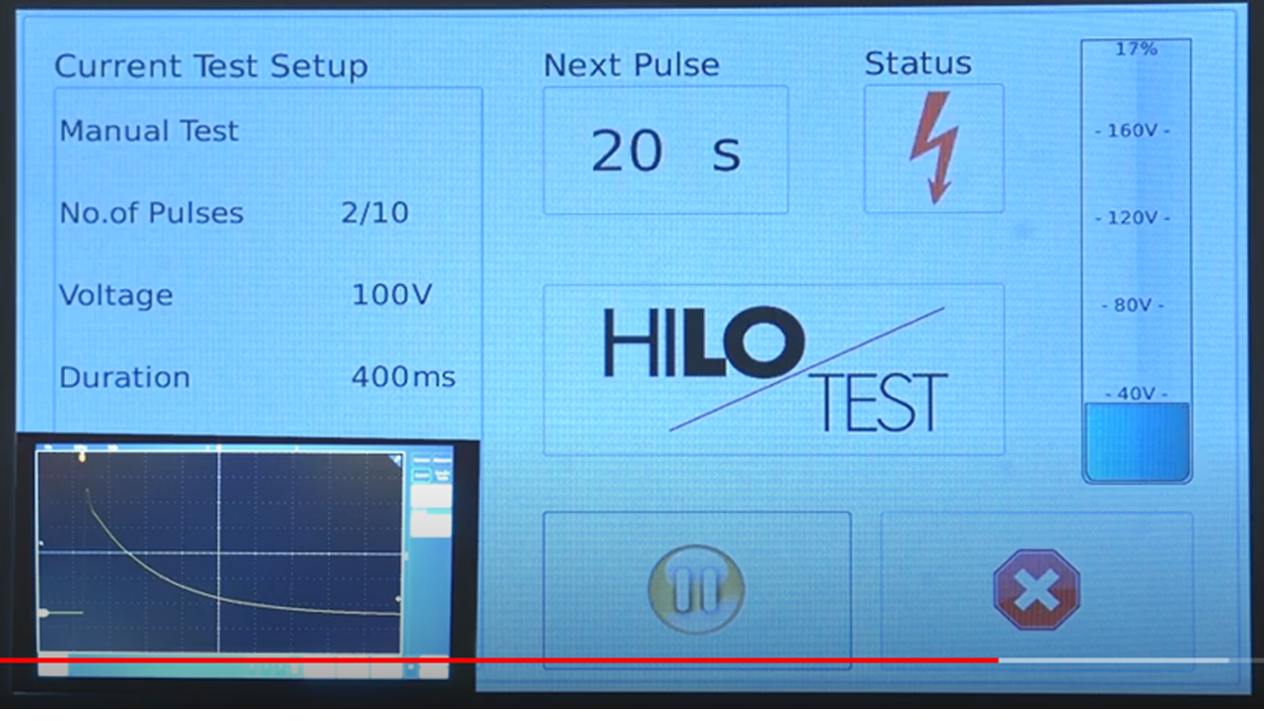 Current Test Setup
Manual Test
No.of Pulses 2/10
Voltage 100V
Duration 400ms
Next Pulse
20 s
Status
HILO
TEST
17%
- 160V -
- 120V -
- 80V -
- 40V -